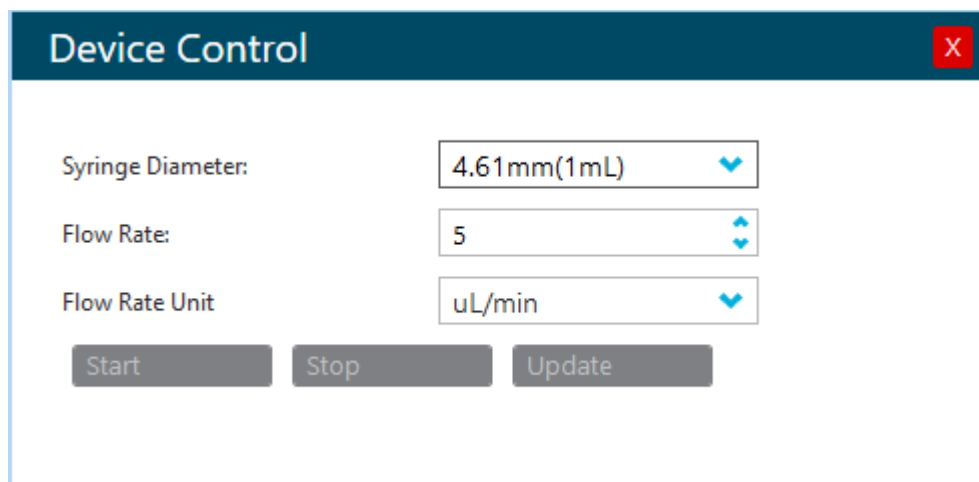 Device Control X
Syringe Diameter: 4.61mm(1mL)
Flow Rate: 5
Flow Rate Unit uL/min
Start Stop Update